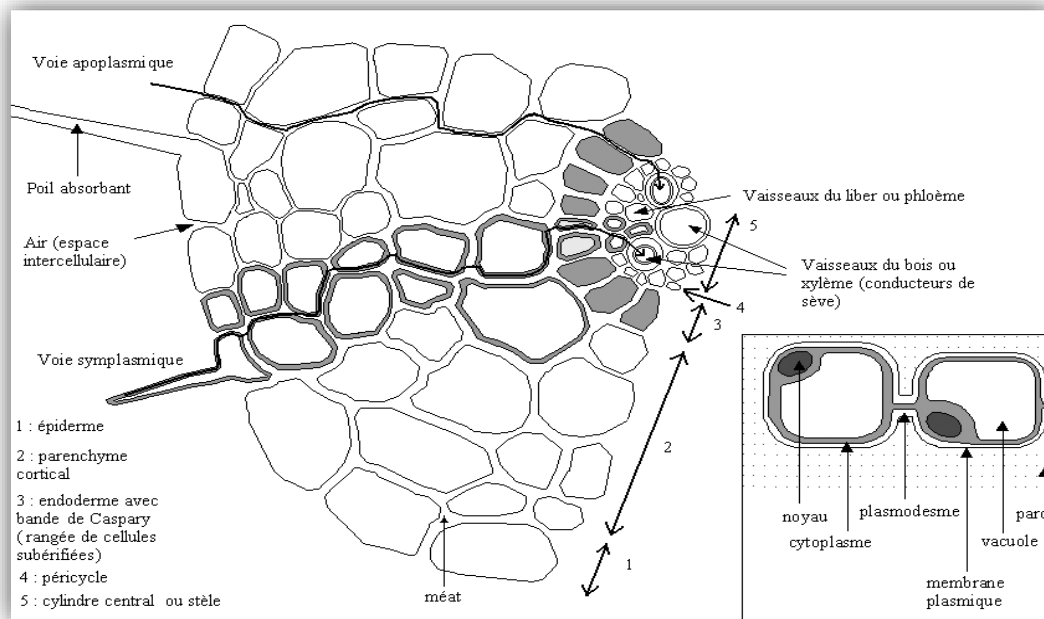 Voie apoplasmique
Poil absorbant
Air (espace
intercellulaire)
Voie symplasmique
1 : épiderme
2 : parenchyme
cortical
3 : endoderme avec
bande de Caspary
(rangée de cellules
subérifiées)
4 : péricycle
5 : cylindre central ou stèle
méat
Vaisseaux du liber ou phloème
5
Vaisseaux du bois ou
xylème (conducteurs de
sève)
4
3
2
1
noyau
plasmodesme
paro
cytoplasme
vacuole
membrane
plasmique